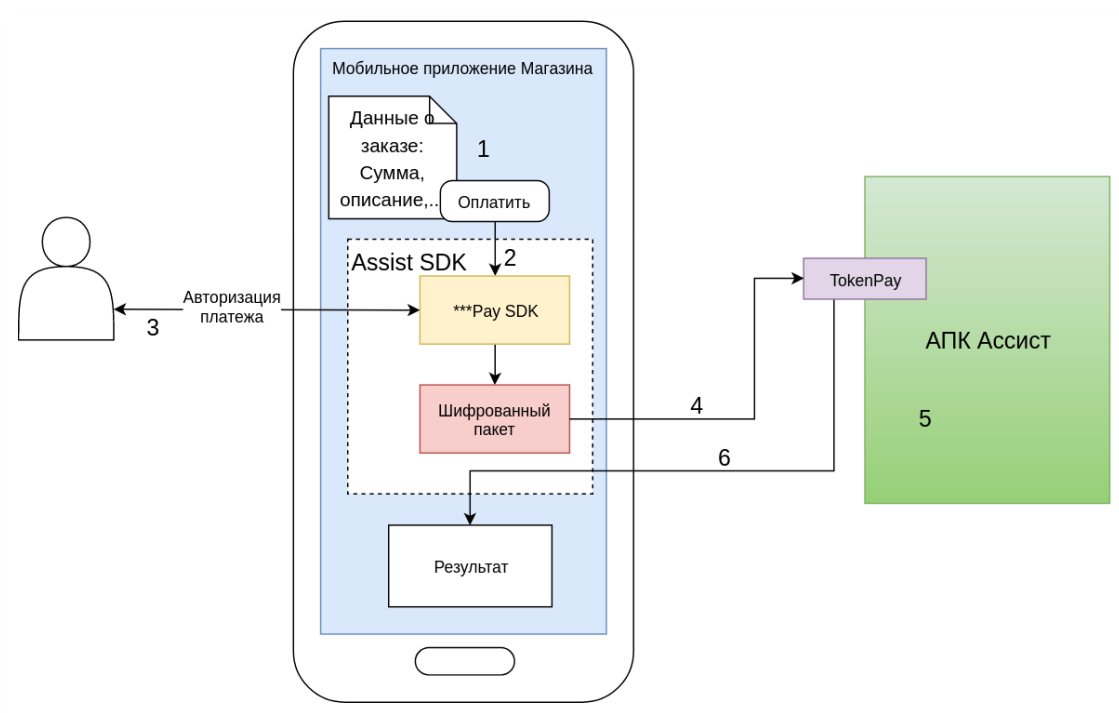 Мобильное приложение Магазина
Данные о
заказе:
Сумма,
описание,..
1
Оплатить
2
Assist SDK
***Pay SDK
Авторизация
платежа
3
Шифрованный
пакет
4
TokenPay
АПК Ассист
5
6
Результат